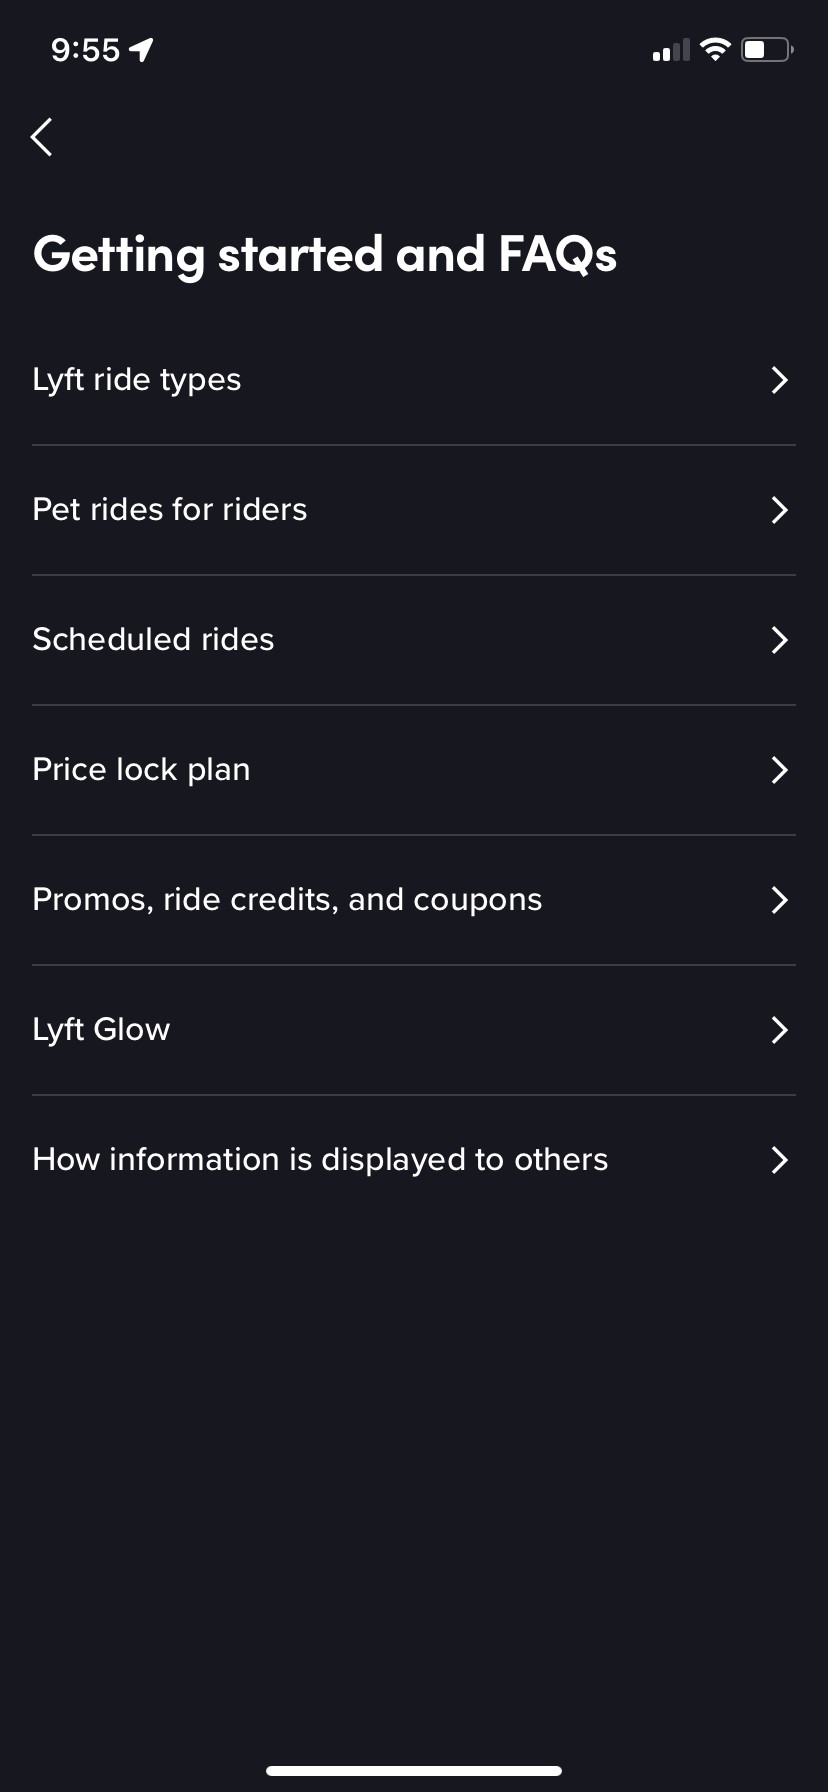 9:55
Getting started and FAQs
Lyft ride types
Pet rides for riders
Scheduled rides
Price lock plan
Promos, ride credits, and coupons
Lyft Glow
How information is displayed to others